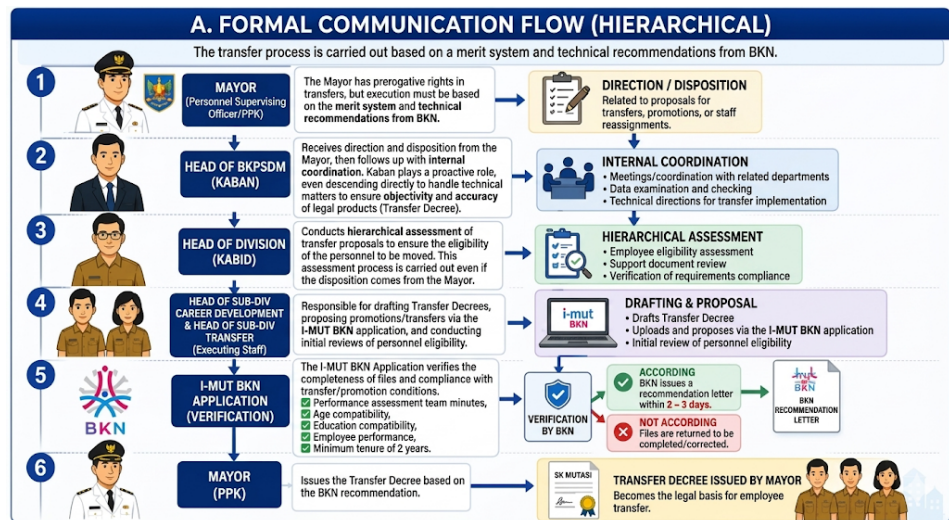 A. FORMAL COMMUNICATION FLOW (HIERARCHICAL)
The transfer process is carried out based on a merit system and technical recommendations from BKN.
1
MAYOR
(Personnel Supervising
Officer/PPK)
The Mayor has prerogative rights in
transfers, but execution must be based
on the merit system and technical
recommendations from BKN.
DIRECTION / DISPOSITION
Related to proposals for
transfers, promotions, or staff
reassignments.
2
HEAD OF BKPSDM
(KABAN)
Receives direction and disposition from the
Mayor, then follows up with internal
coordination. Kaban plays a proactive role,
even descending directly to handle technical
matters to ensure objectivity and accuracy
of legal products (Transfer Decree).
INTERNAL COORDINATION
• Meetings/coordination with related departments
• Data examination and checking
• Technical directions for transfer implementation
3
HEAD OF DIVISION
(KABID)
Conducts hierarchical assessment of
transfer proposals to ensure the eligibility
of the personnel to be moved. This
assessment process is carried out even if
the disposition comes from the Mayor.
HIERARCHICAL ASSESSMENT
• Employee eligibility assessment
• Support document review
• Verification of requirements compliance
4
HEAD OF SUB-DIV
CAREER DEVELOPMENT
& HEAD OF SUB-DIV
TRANSFER
(Executing Staff)
Responsible for drafting Transfer Decrees,
proposing promotions/transfers via the
I-MUT BKN application, and conducting
initial reviews of personnel eligibility.
i-mut
BKN
DRAFTING & PROPOSAL
• Drafts Transfer Decree
• Uploads and proposes via the I-MUT BKN application
• Initial review of personnel eligibility
5
BKN
I-MUT BKN
APPLICATION
(VERIFICATION)
The I-MUT BKN Application verifies the
completeness of files and compliance with
transfer/promotion conditions.
✅ Performance assessment team minutes,
✅ Age compatibility,
✅ Education compatibility,
✅ Employee performance,
✅ Minimum tenure of 2 years.
VERIFICATION
BY BKN
ACCORDING
BKN issues a
recommendation letter
within 2 – 3 days.
NOT ACCORDING
Files are returned to be
completed/corrected.
BKN
BKN
RECOMMENDATION
LETTER
6
MAYOR
(PPK)
Issues the Transfer Decree based on
the BKN recommendation.
SK MUTASI
TRANSFER DECREE ISSUED BY MAYOR
Becomes the legal basis for employee
transfer.